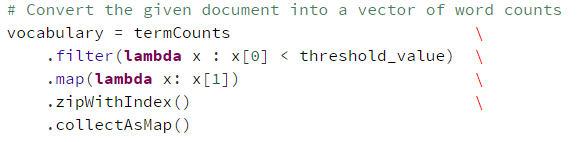 # Convert the given document into a vector of word counts
vocabulary = termCounts \
    .filter(lambda x : x[0] < threshold_value) \
    .map(lambda x: x[1]) \
    .zipWithIndex() \
    .collectAsMap()